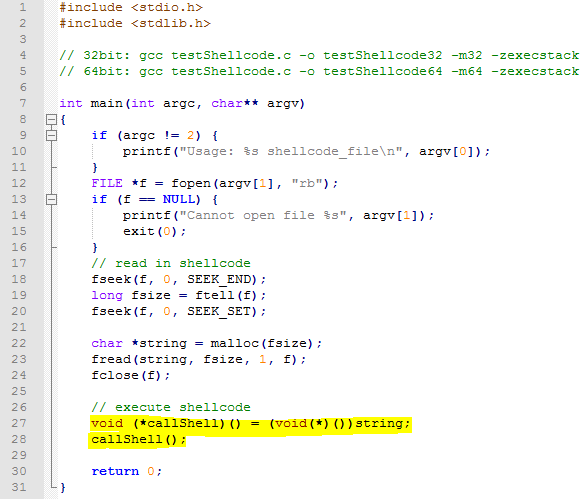 1 #include <stdio.h>
2 #include <stdlib.h>
3
4 // 32bit: gcc testShellcode.c -o testShellcode32 -m32 -zexecstack
5 // 64bit: gcc testShellcode.c -o testShellcode64 -m64 -zexecstack
6
7 int main(int argc, char** argv)
8 {
9     if (argc != 2) {
10         printf("Usage: %s shellcode_file\n", argv[0]);
11     }
12     FILE *f = fopen(argv[1], "rb");
13     if (f == NULL) {
14         printf("Cannot open file %s", argv[1]);
15         exit(0);
16     }
17     // read in shellcode
18     fseek(f, 0, SEEK_END);
19     long fsize = ftell(f);
20     fseek(f, 0, SEEK_SET);
21
22     char *string = malloc(fsize);
23     fread(string, fsize, 1, f);
24     fclose(f);
25
26     // execute shellcode
27     void (*callShell)() = (void(*)())string;
28     callShell();
29
30     return 0;
31 }